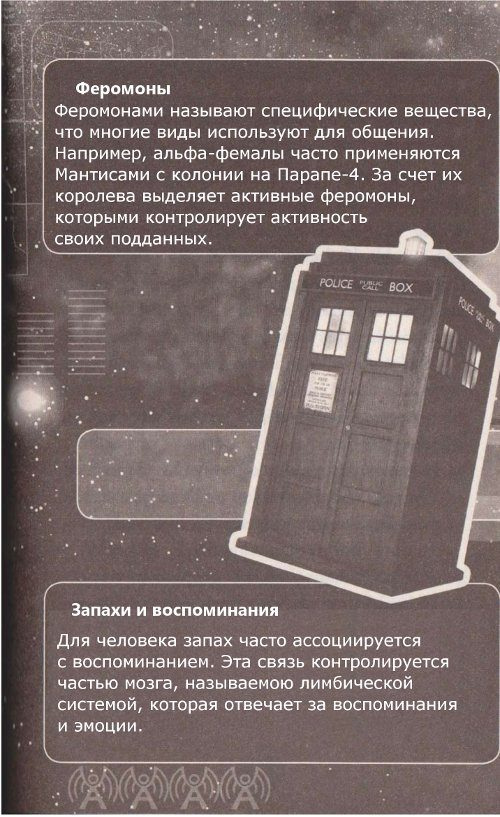 Феромоны
Феромонами называют специфические вещества,
что многие виды используют для общения.
Например, альфа-фемалы часто применяются
Мантисами с колонии на Парапе-4. За счет их
королева выделяет активные феромоны,
которыми контролирует активность
своих подданных.
POLICE PUBLIC CALL BOX
POLICE
Запахи и воспоминания
Для человека запах часто ассоциируется
с воспоминанием. Эта связь контролируется
частью мозга, называемою лимбической
системой, которая отвечает за воспоминания
и эмоции.